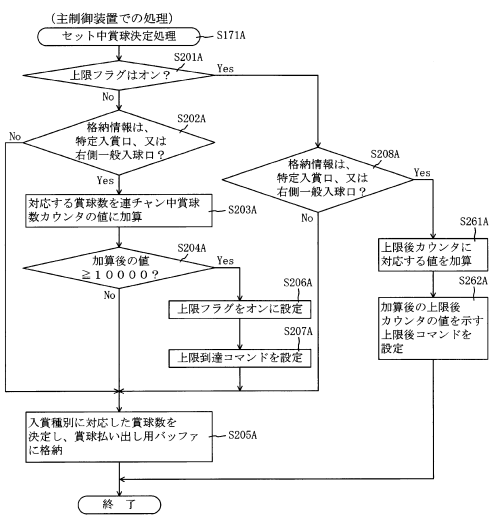 （主制御装置での処理）
セット中賞球決定処理
S171A
S201A
上限フラグはオン？
Yes
No
S202A
格納情報は、
特定入賞口、又は
右側一般入球口？
No
Yes
S208A
格納情報は、
特定入賞口、又は
右側一般入球口？
Yes
No
対応する賞球数を連チャン中賞球
数カウンタの値に加算
S203A
S204A
加算後の値
≧１００００？
Yes
No
S206A
上限フラグをオンに設定
S207A
上限到達コマンドを設定
S261A
上限後カウンタに
対応する値を加算
S262A
加算後の上限後
カウンタの値を示す
上限後コマンドを
設定
入賞種別に対応した賞球数を
決定し、賞球払い出し用バッファ
に格納
S205A
終 了